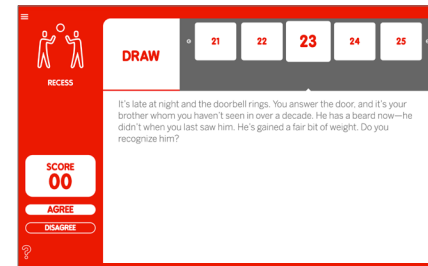 RECESS
DRAW
21
22
23
24
25
It's late at night and the doorbell rings. You answer the door, and it's your
brother whom you haven't seen in over a decade. He has a beard now—he
didn't when you last saw him. He's gained a fair bit of weight. Do you
recognize him?
SCORE
00
AGREE
DISAGREE
?